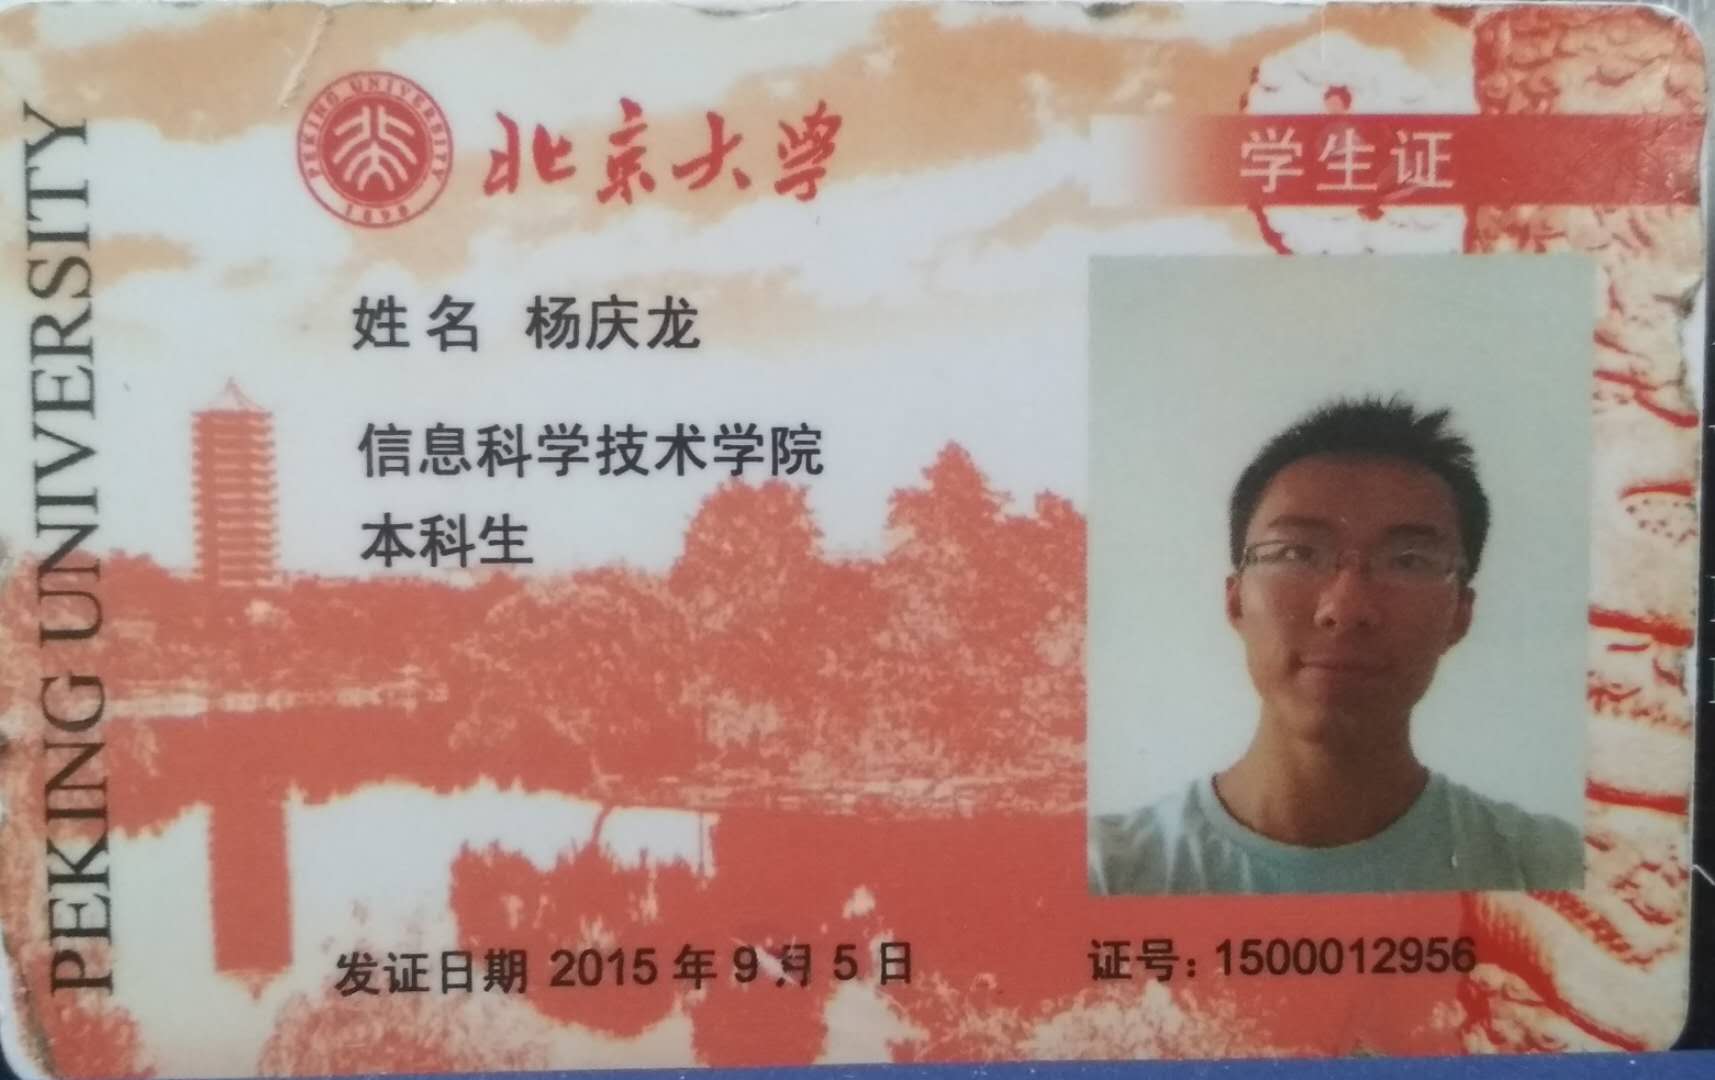 PEKING UNIVERSITY
PEKING UNIVERSITY
1898
北京大学
学生证
姓名 杨庆龙
信息科学技术学院
本科生
发证日期 2015 年 9 月 5 日
证号: 1500012956